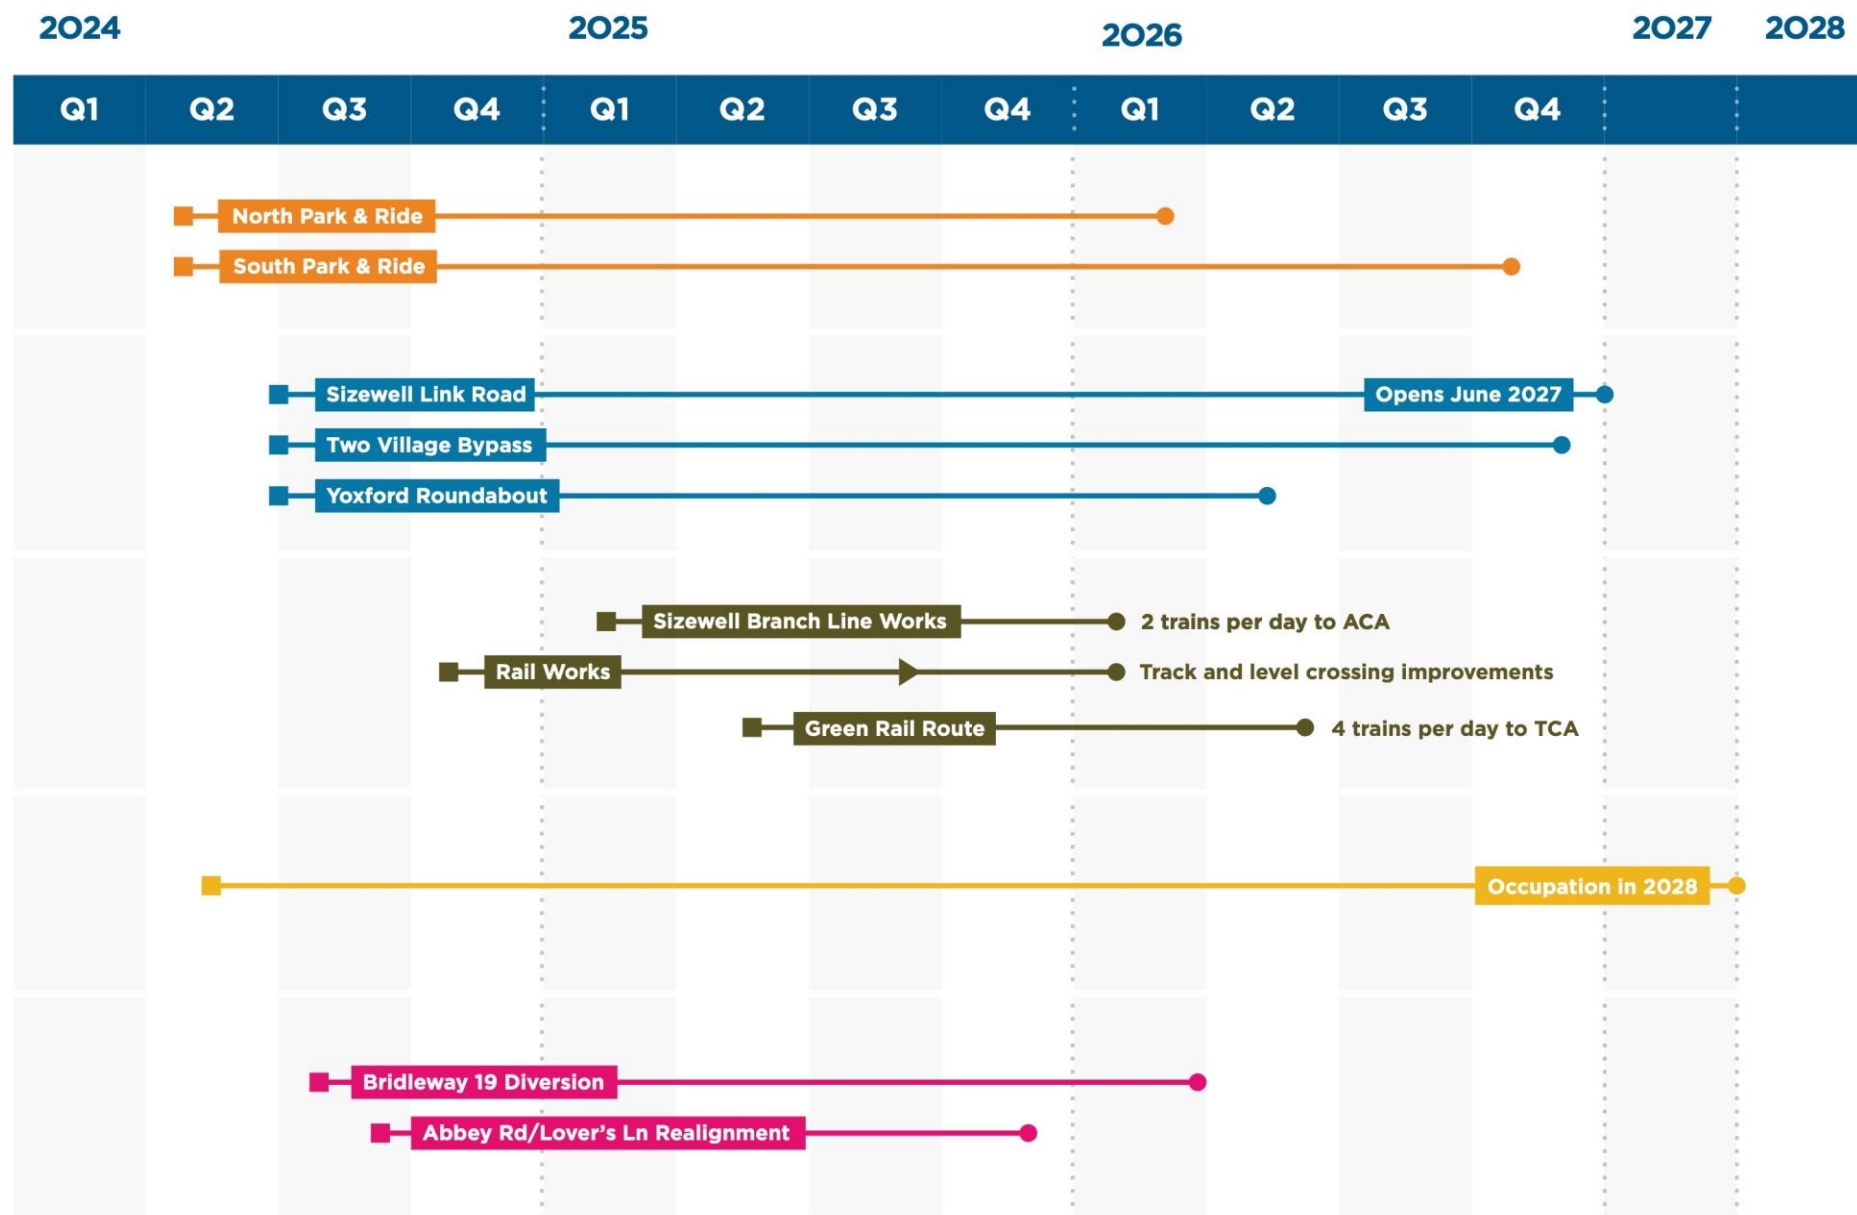 2024 2025 2026 2027 2028
Q1 Q2 Q3 Q4 Q1 Q2 Q3 Q4 Q1 Q2 Q3 Q4
North Park & Ride
South Park & Ride
Sizewell Link Road Opens June 2027
Two Village Bypass
Yoxford Roundabout
Sizewell Branch Line Works 2 trains per day to ACA
Rail Works Track and level crossing improvements
Green Rail Route 4 trains per day to TCA
Occupation in 2028
Bridleway 19 Diversion
Abbey Rd/Lover’s Ln Realignment